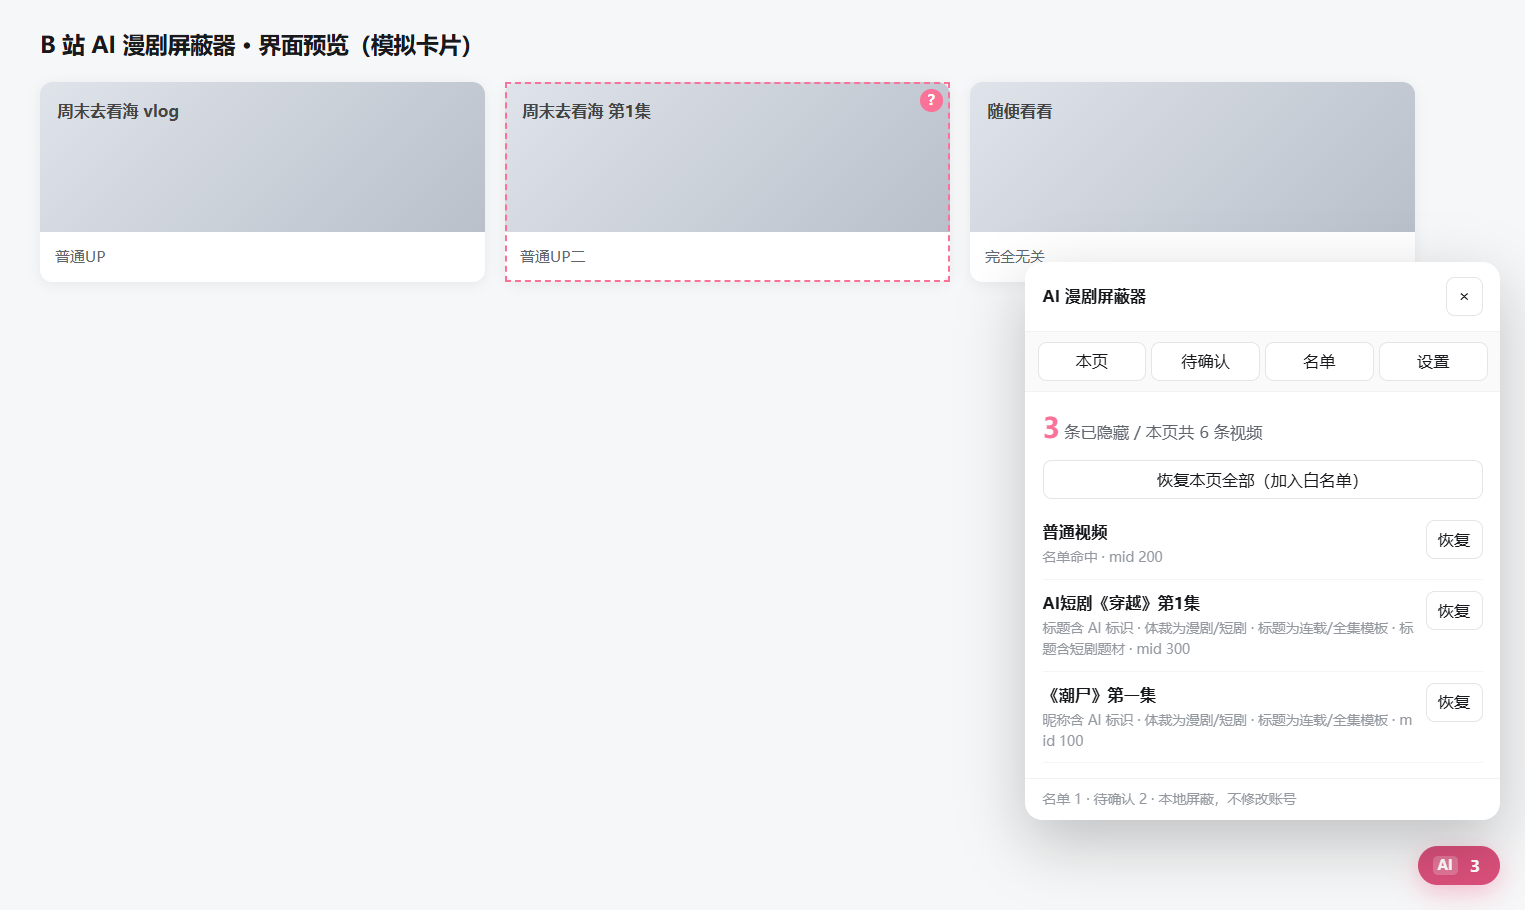 B 站 AI 漫剧屏蔽器 • 界面预览（模拟卡片）
周末去看海 vlog
普通UP
周末去看海 第1集
?
普通UP二
随便看看
完全无关
AI 漫剧屏蔽器
×
本页
待确认
名单
设置
3 条已隐藏 / 本页共 6 条视频
恢复本页全部（加入白名单）
普通视频
名单命中 · mid 200
恢复
AI短剧《穿越》第1集
标题含 AI 标识 · 体裁为漫剧/短剧 · 标题为连载/全集模板 · 标
题含短剧题材 · mid 300
恢复
《潮尸》第一集
昵称含 AI 标识 · 体裁为漫剧/短剧 · 标题为连载/全集模板 · m
id 100
恢复
名单 1 · 待确认 2 · 本地屏蔽，不修改账号
AI 3